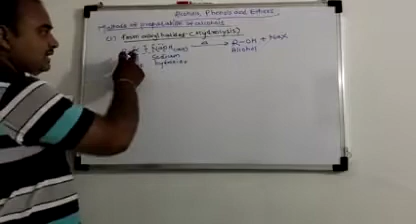 Alcohols, Phenols and Ethers
Methods of preparation of alcohols
(1) From alkyl halides (Hydrolysis)
NaOH(aq) → R-OH + NaX
Sodium Alcohol
hydroxide